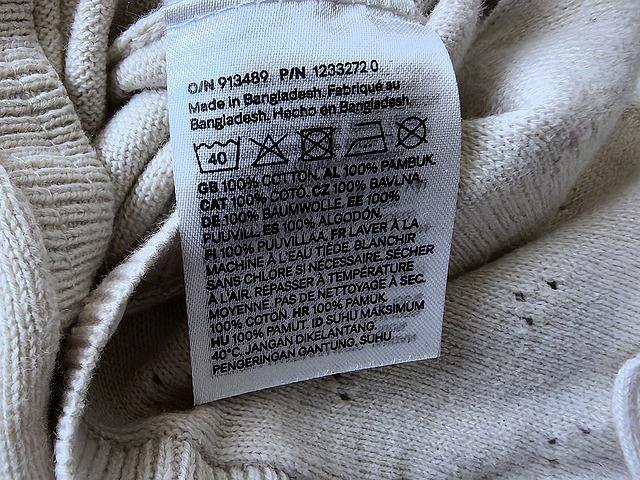 O/N 913489 P/N 1233272 0
Made in Bangladesh. Fabriqué au
Bangladesh. Hecho en Bangladesh.
40
GB 100% COTTON. AL 100% PAMBUK.
CAT 100% COTÓ. CZ 100% BAVLNA.
DE 100% BAUMWOLLE. EE 100%
PUUVILL. ES 100% ALGODÓN.
FI 100% PUUVILLAA. FR LAVER À LA
MACHINE À L'EAU TIÈDE. BLANCHIR
SANS CHLORE SI NÉCESSAIRE. SÉCHER
À L'AIR. REPASSER À TEMPÉRATURE
MOYENNE. PAS DE NETTOYAGE À SEC.
100% COTON. HR 100% PAMUK.
HU 100% PAMUT. ID SUHU MAKSIMUM
40°C. JANGAN DIKELANTANG.
PENGERINGAN GANTUNG. SUHU